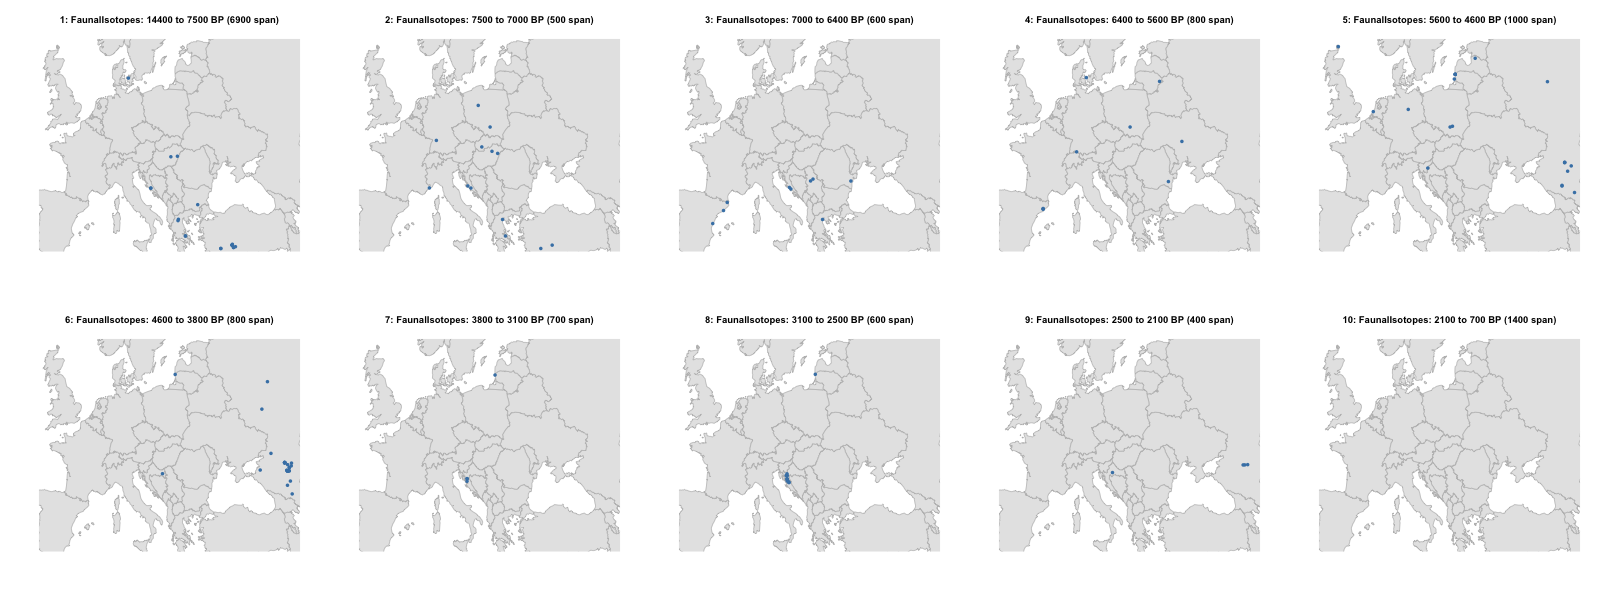 1: FaunalIsotopes: 14400 to 7500 BP (6900 span)
2: FaunalIsotopes: 7500 to 7000 BP (500 span)
3: FaunalIsotopes: 7000 to 6400 BP (600 span)
4: FaunalIsotopes: 6400 to 5600 BP (800 span)
5: FaunalIsotopes: 5600 to 4600 BP (1000 span)
6: FaunalIsotopes: 4600 to 3800 BP (800 span)
7: FaunalIsotopes: 3800 to 3100 BP (700 span)
8: FaunalIsotopes: 3100 to 2500 BP (600 span)
9: FaunalIsotopes: 2500 to 2100 BP (400 span)
10: FaunalIsotopes: 2100 to 700 BP (1400 span)